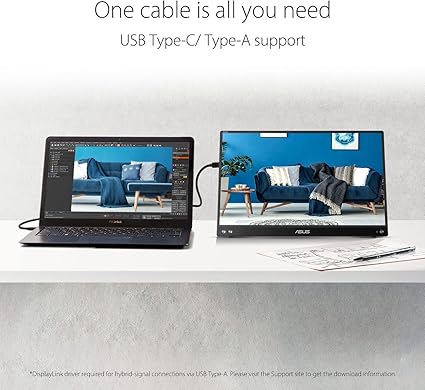 One cable is all you need
USB Type-C/ Type-A support
ASUS
*DisplayLink driver required for hybrid-signal connections via USB Type-A. Please visit the Support site to get the download information.